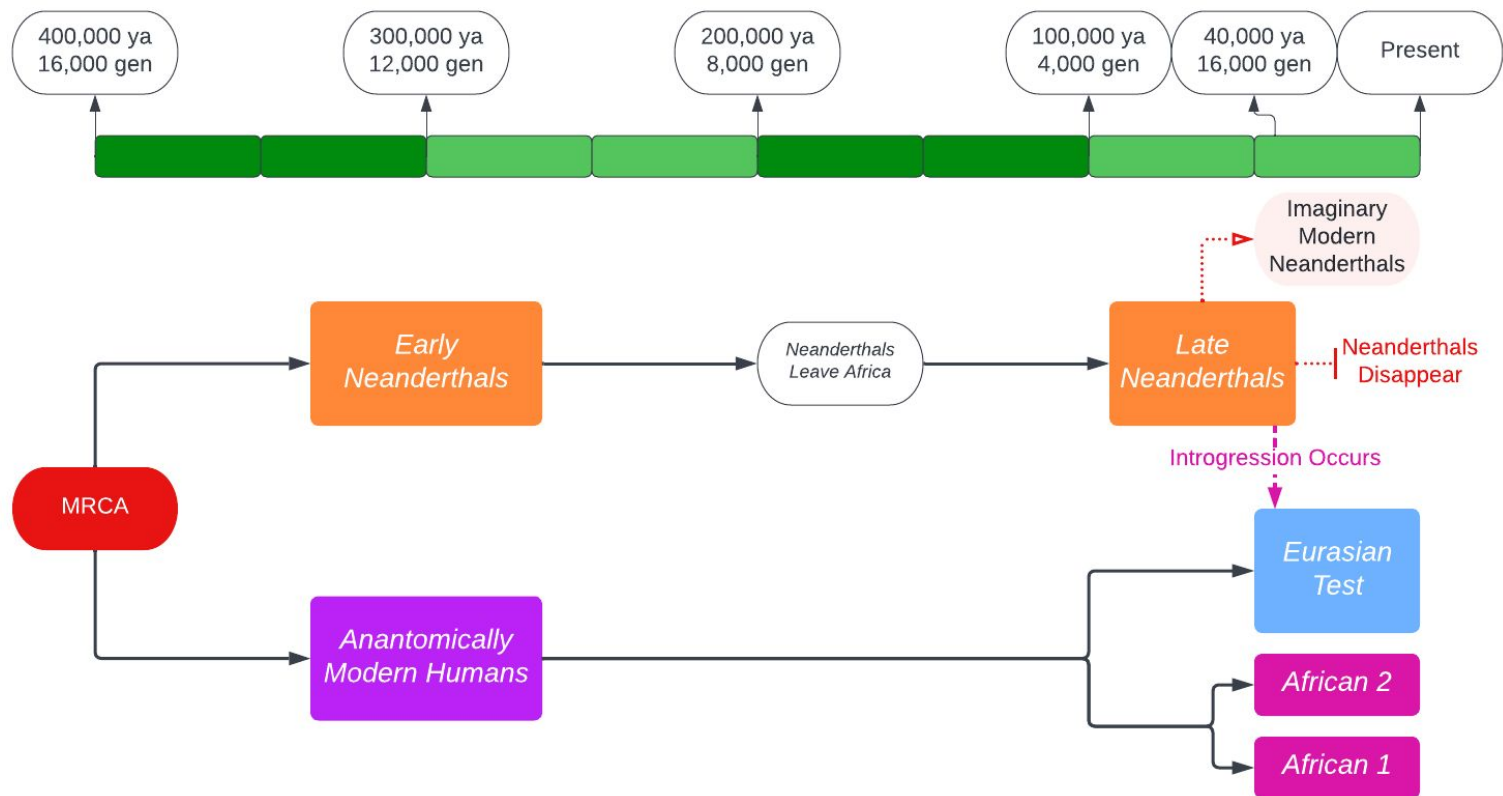 400,000 ya
16,000 gen
300,000 ya
12,000 gen
200,000 ya
8,000 gen
100,000 ya
4,000 gen
40,000 ya
16,000 gen
Present
Imaginary
Modern
Neanderthals
Early
Neanderthals
Neanderthals
Leave Africa
Late
Neanderthals
Neanderthals
Disappear
Introgression Occurs
MRCA
Eurasian
Test
Anantomically
Modern Humans
African 2
African 1